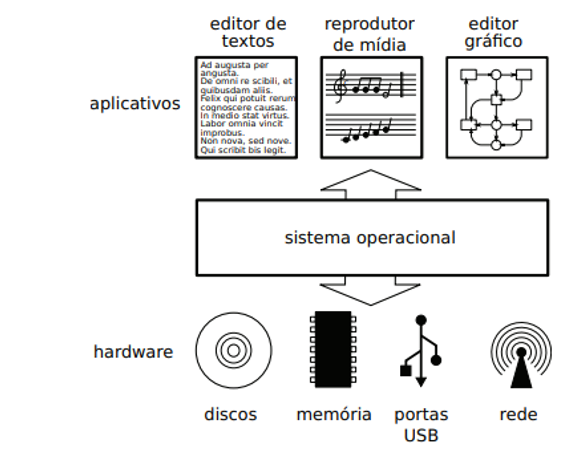 editor de
textos
reprodutor
de mídia
editor
gráfico
aplicativos
Ad augusta per
angusta.
De omni re scibili, et
quibusdam aliis.
Felix qui potuit rerum
cognoscere causas.
In medio stat virtus.
Labor omnia vincit
improbus.
Non nova, sed nove.
Qui scribit bis legit.
sistema operacional
hardware
discos
memória
portas
USB
rede